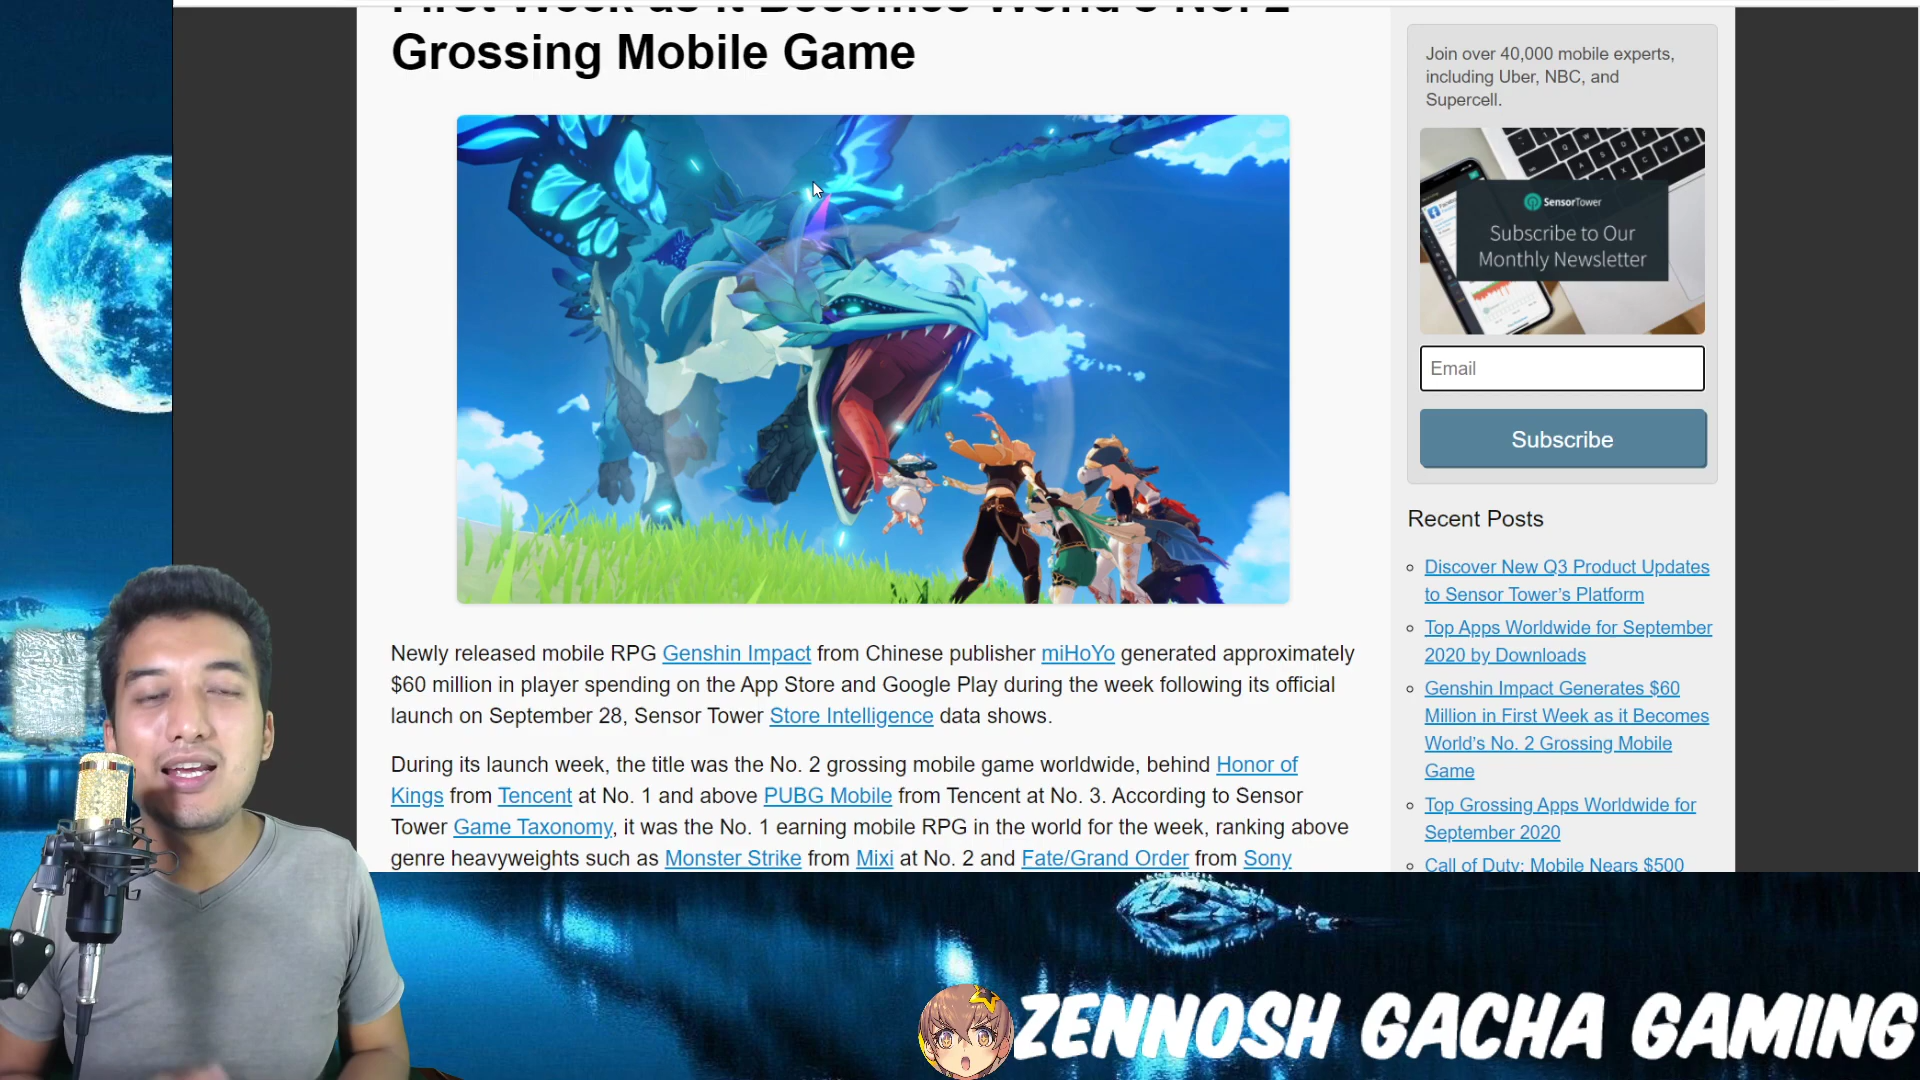 First Week as it Becomes World's No. 2
Grossing Mobile Game
Newly released mobile RPG Genshin Impact from Chinese publisher miHoYo generated approximately
$60 million in player spending on the App Store and Google Play during the week following its official
launch on September 28, Sensor Tower Store Intelligence data shows.
During its launch week, the title was the No. 2 grossing mobile game worldwide, behind Honor of
Kings from Tencent at No. 1 and above PUBG Mobile from Tencent at No. 3. According to Sensor
Tower Game Taxonomy, it was the No. 1 earning mobile RPG in the world for the week, ranking above
genre heavyweights such as Monster Strike from Mixi at No. 2 and Fate/Grand Order from Sony
Join over 40,000 mobile experts,
including Uber, NBC, and
Supercell.
SensorTower
Subscribe to Our
Monthly Newsletter
Email
Subscribe
Recent Posts
Discover New Q3 Product Updates
to Sensor Tower's Platform
Top Apps Worldwide for September
2020 by Downloads
Genshin Impact Generates $60
Million in First Week as it Becomes
World's No. 2 Grossing Mobile
Game
Top Grossing Apps Worldwide for
September 2020
Call of Duty: Mobile Nears $500
ZENNOSH GACHA GAMING